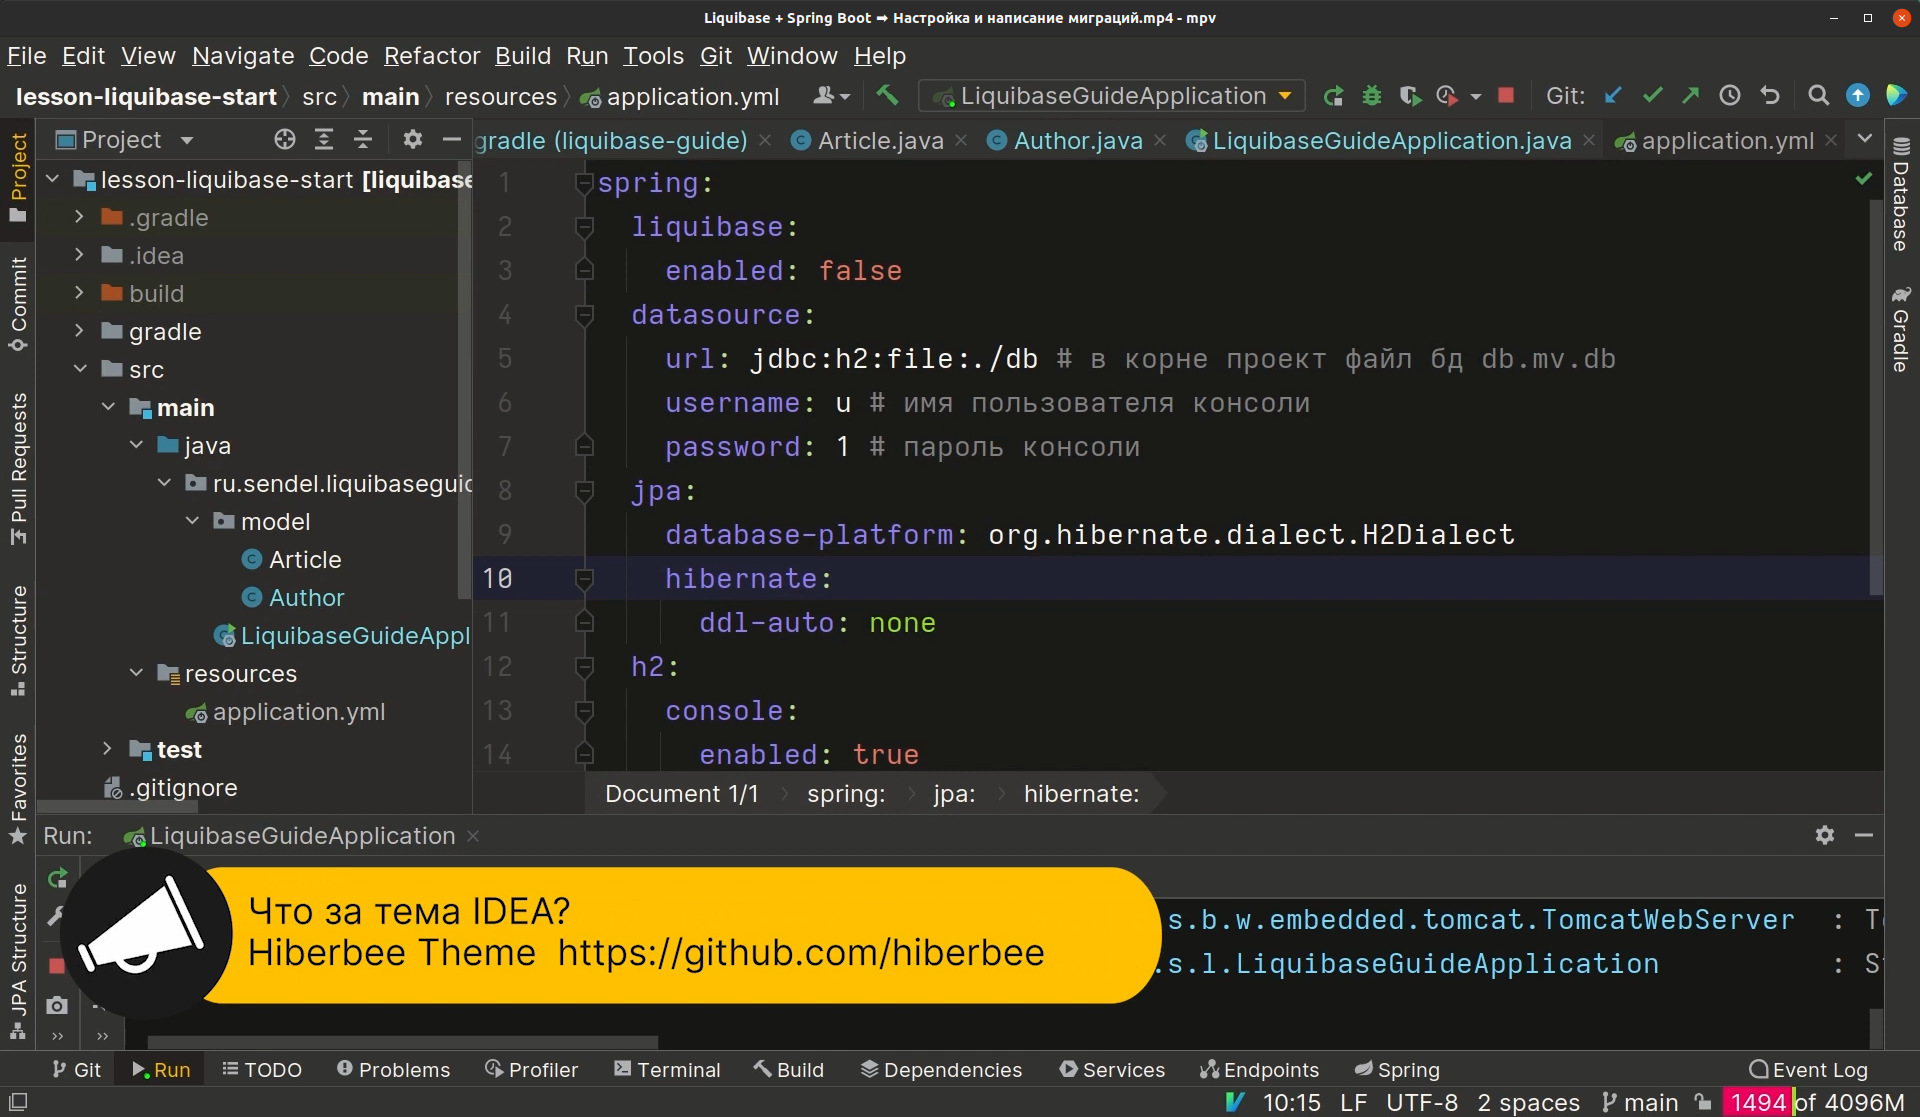 Liquibase + Spring Boot ➡ Настройка и написание миграций.mp4 - mpv
File Edit View Navigate Code Refactor Build Run Tools Git Window Help
lesson-liquibase-start src main resources application.yml LiquibaseGuideApplication Git:
Project gradle (liquibase-guide) Article.java Author.java LiquibaseGuideApplication.java application.yml
lesson-liquibase-start [liquibase
.gradle
.idea
build
gradle
src
main
java
ru.sendel.liquibaseguid
model
Article
Author
LiquibaseGuideAppl
resources
application.yml
test
.gitignore
1 spring:
2 liquibase:
3 enabled: false
4 datasource:
5 url: jdbc:h2:file:./db # в корне проект файл бд db.mv.db
6 username: u # имя пользователя консоли
7 password: 1 # пароль консоли
8 jpa:
9 database-platform: org.hibernate.dialect.H2Dialect
10 hibernate:
11 ddl-auto: none
12 h2:
13 console:
14 enabled: true
Document 1/1 spring: jpa: hibernate:
Project
Commit
Pull Requests
Structure
Favorites
JPA Structure
Database
Gradle
Run: LiquibaseGuideApplication
Что за тема IDEA?
Hiberbee Theme https://github.com/hiberbee
s.b.w.embedded.tomcat.TomcatWebServer : T
.s.l.LiquibaseGuideApplication : S
Git Run TODO Problems Profiler Terminal Build Dependencies Services Endpoints Spring Event Log
10:15 LF UTF-8 2 spaces main 1494 of 4096M